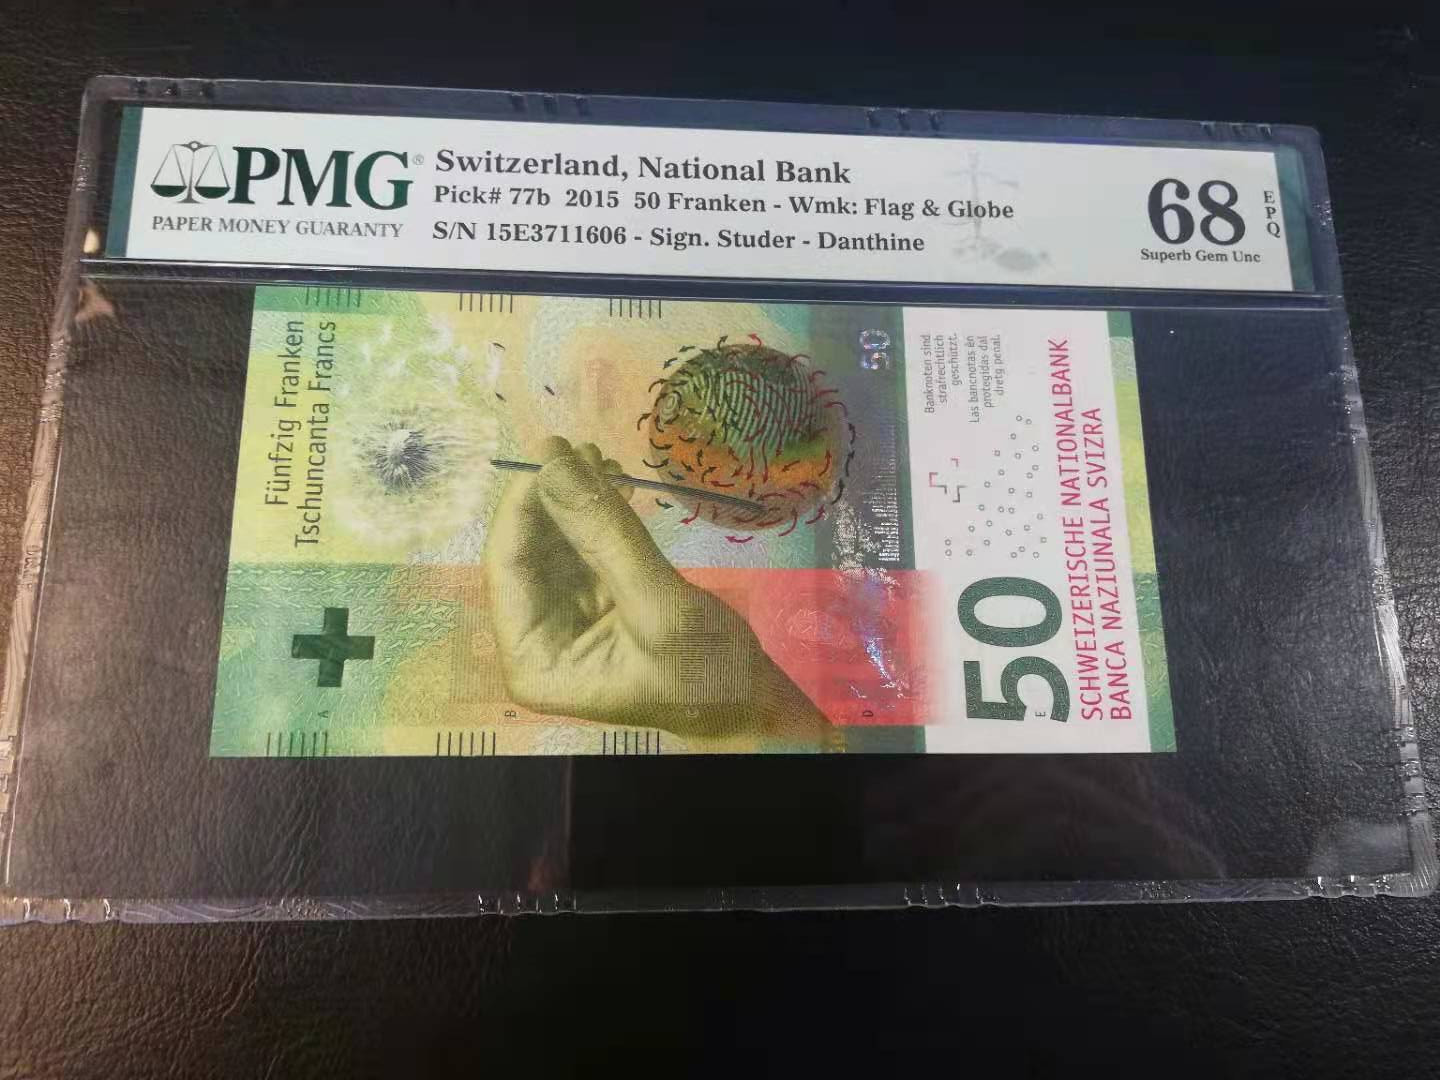 PMG®
PAPER MONEY GUARANTY
Switzerland, National Bank
Pick# 77b 2015 50 Franken - Wmk: Flag & Globe
S/N 15E3711606 - Sign. Studer - Danthine
68
EPQ
Superb Gem Unc
Fünfzig Franken
Tschuncanta Francs
50
Banknoten sind
strafrechtlich
geschützt.
Las bancnotas èn
protegidas dal
dretg penal.
A
B
C
D
E
50
SCHWEIZERISCHE NATIONALBANK
BANCA NAZIUNALA SVIZRA